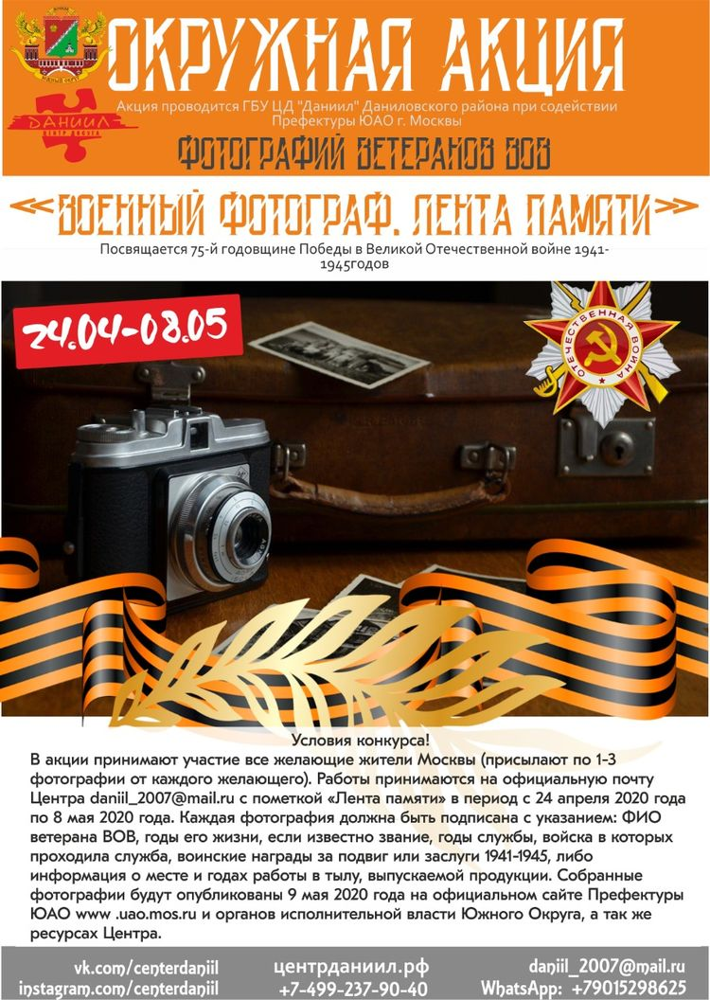 ОКРУЖНАЯ АКЦИЯ
Акция проводится ГБУ ЦД "Даниил" Даниловского района при содействии
Префектуры ЮАО г. Москвы
ДАНИИЛ
ЦЕНТР ДОСУГА
ЮЖНЫЙ ОКРУГ
ФОТОГРАФИЙ ВЕТЕРАНОВ ВОВ
«ВОЕННЫЙ ФОТОГРАФ. ЛЕНТА ПАМЯТИ»
Посвящается 75-й годовщине Победы в Великой Отечественной войне 1941-
1945годов
24.04-08.05
ОТЕЧЕСТВЕННАЯ ВОЙНА
Условия конкурса!
В акции принимают участие все желающие жители Москвы (присылают по 1-3
фотографии от каждого желающего). Работы принимаются на официальную почту
Центра daniil_2007@mail.ru с пометкой «Лента памяти» в период с 24 апреля 2020 года
по 8 мая 2020 года. Каждая фотография должна быть подписана с указанием: ФИО
ветерана ВОВ, годы его жизни, если известно звание, годы службы, войска в которых
проходила служба, воинские награды за подвиг или заслуги 1941-1945, либо
информация о месте и годах работы в тылу, выпускаемой продукции. Собранные
фотографии будут опубликованы 9 мая 2020 года на официальном сайте Префектуры
ЮАО www .uao.mos.ru и органов исполнительной власти Южного Округа, а так же
ресурсах Центра.
vk.com/centerdaniil
центрданиил.рф
daniil_2007@mail.ru
instagram.com/centerdaniil
+7-499-237-90-40
WhatsApp: +79015298625